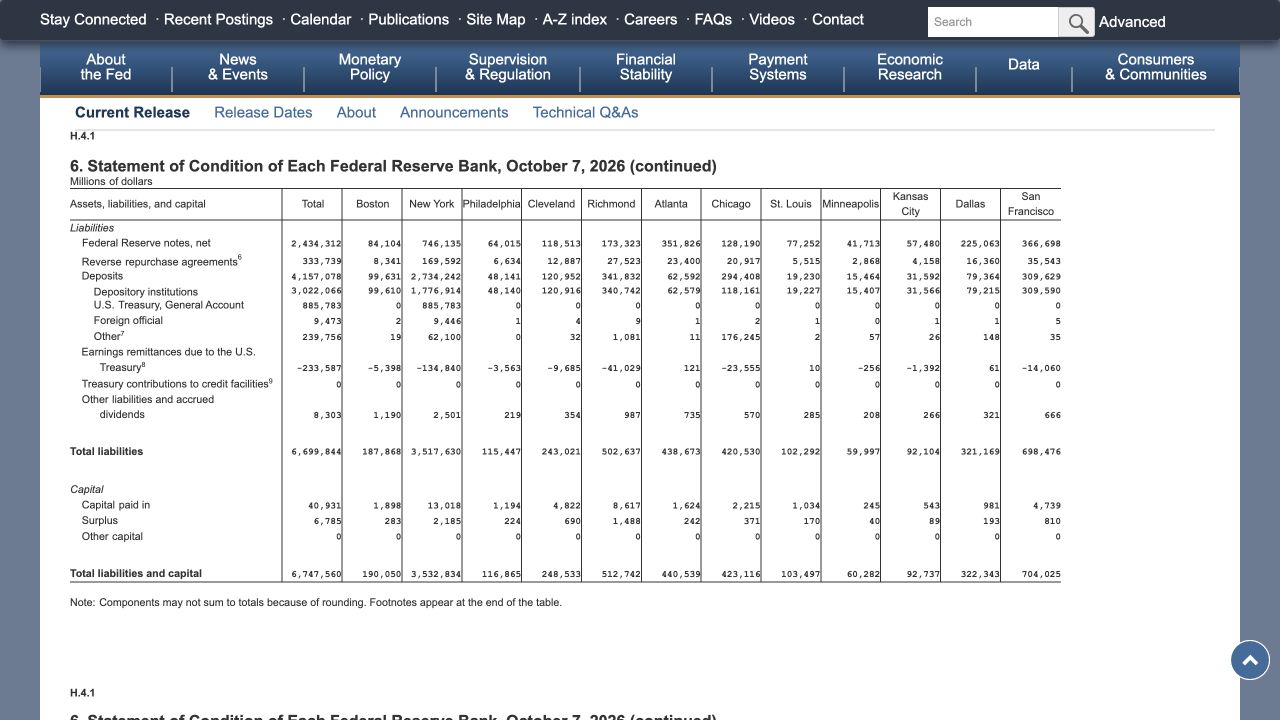 Stay Connected · Recent Postings · Calendar · Publications · Site Map · A-Z index · Careers · FAQs · Videos · Contact Search Advanced
About the Fed
News & Events
Monetary Policy
Supervision & Regulation
Financial Stability
Payment Systems
Economic Research
Data
Consumers & Communities
Current Release Release Dates About Announcements Technical Q&As
H.4.1
6. Statement of Condition of Each Federal Reserve Bank, October 7, 2026 (continued)
Millions of dollars
Assets, liabilities, and capital Total Boston New York Philadelphia Cleveland Richmond Atlanta Chicago St. Louis Minneapolis Kansas City Dallas San Francisco
Liabilities
Federal Reserve notes, net 2,434,312 84,104 746,135 64,015 118,513 173,323 351,826 128,190 77,252 41,713 57,480 225,063 366,698
Reverse repurchase agreements6 333,739 8,341 169,592 6,634 12,887 27,523 23,400 20,917 5,515 2,868 4,158 16,360 35,543
Deposits 4,157,078 99,631 2,734,242 48,141 120,952 341,832 62,592 294,408 19,230 15,464 31,592 79,364 309,629
Depository institutions 3,022,066 99,610 1,776,914 48,140 120,916 340,742 62,579 118,161 19,227 15,407 31,566 79,215 309,590
U.S. Treasury, General Account 885,783 0 885,783 0 0 0 0 0 0 0 0 0 0
Foreign official 9,473 2 9,446 1 4 9 1 2 1 0 1 1 5
Other7 239,756 19 62,100 0 32 1,081 11 176,245 2 57 26 148 35
Earnings remittances due to the U.S.
Treasury8 -233,587 -5,398 -134,840 -3,563 -9,685 -41,029 121 -23,555 10 -256 -1,392 61 -14,060
Treasury contributions to credit facilities9 0 0 0 0 0 0 0 0 0 0 0 0 0
Other liabilities and accrued
dividends 8,303 1,190 2,501 219 354 987 735 570 285 208 266 321 666
Total liabilities 6,699,844 187,868 3,517,630 115,447 243,021 502,637 438,673 420,530 102,292 59,997 92,104 321,169 698,476
Capital
Capital paid in 40,931 1,898 13,018 1,194 4,822 8,617 1,624 2,215 1,034 245 543 981 4,739
Surplus 6,785 283 2,185 224 690 1,488 242 371 170 40 89 193 810
Other capital 0 0 0 0 0 0 0 0 0 0 0 0 0
Total liabilities and capital 6,747,560 190,050 3,532,834 116,865 248,533 512,742 440,539 423,116 103,497 60,282 92,737 322,343 704,025
Note: Components may not sum to totals because of rounding. Footnotes appear at the end of the table.
H.4.1
6. Statement of Condition of Each Federal Reserve Bank, October 7, 2026 (continued)